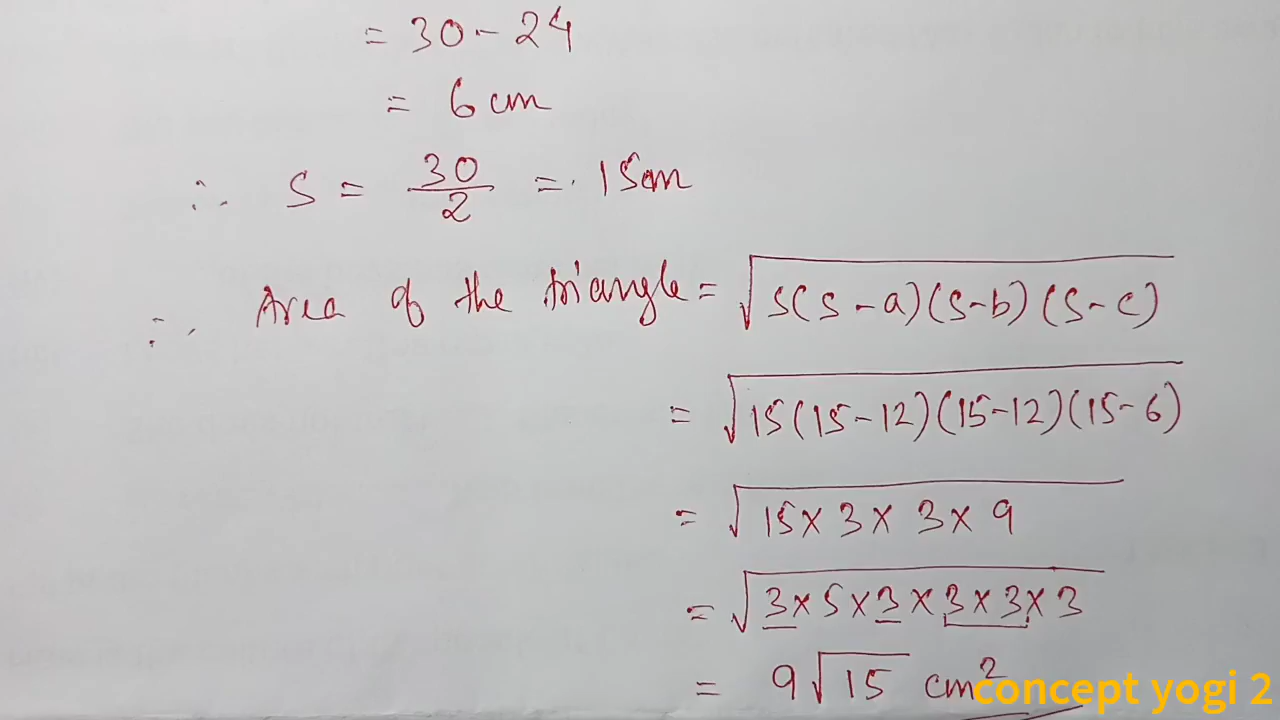 = 30 - 24
= 6 cm
∴ S = 30/2 = 15cm
∴ Area of the triangle = √S(S-a)(S-b)(S-c)
= √15(15-12)(15-12)(15-6)
= √15 × 3 × 3 × 9
= √3 × 5 × 3 × 3 × 3 × 3
= 9√15 cm²
concept yogi 2